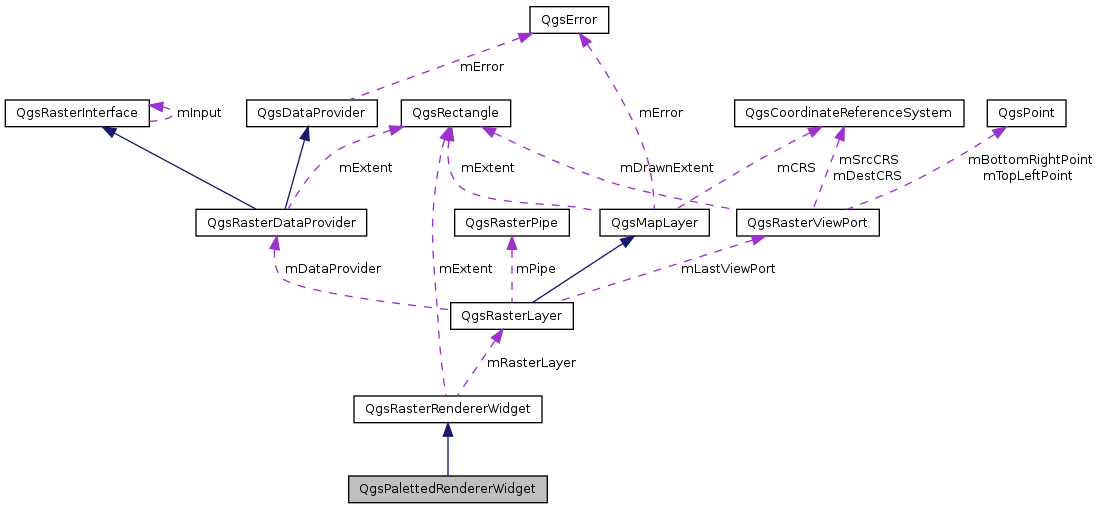 QgsError
mError
QgsRasterInterface
mInput
QgsDataProvider
QgsRectangle
mError
QgsCoordinateReferenceSystem
QgsPoint
mExtent
mExtent
mDrawnExtent
mCRS
mSrcCRS
mDestCRS
mBottomRightPoint
mTopLeftPoint
QgsRasterDataProvider
QgsRasterPipe
QgsMapLayer
QgsRasterViewPort
mDataProvider
mExtent
mPipe
mLastViewPort
QgsRasterLayer
mRasterLayer
QgsRasterRendererWidget
QgsPalettedRendererWidget